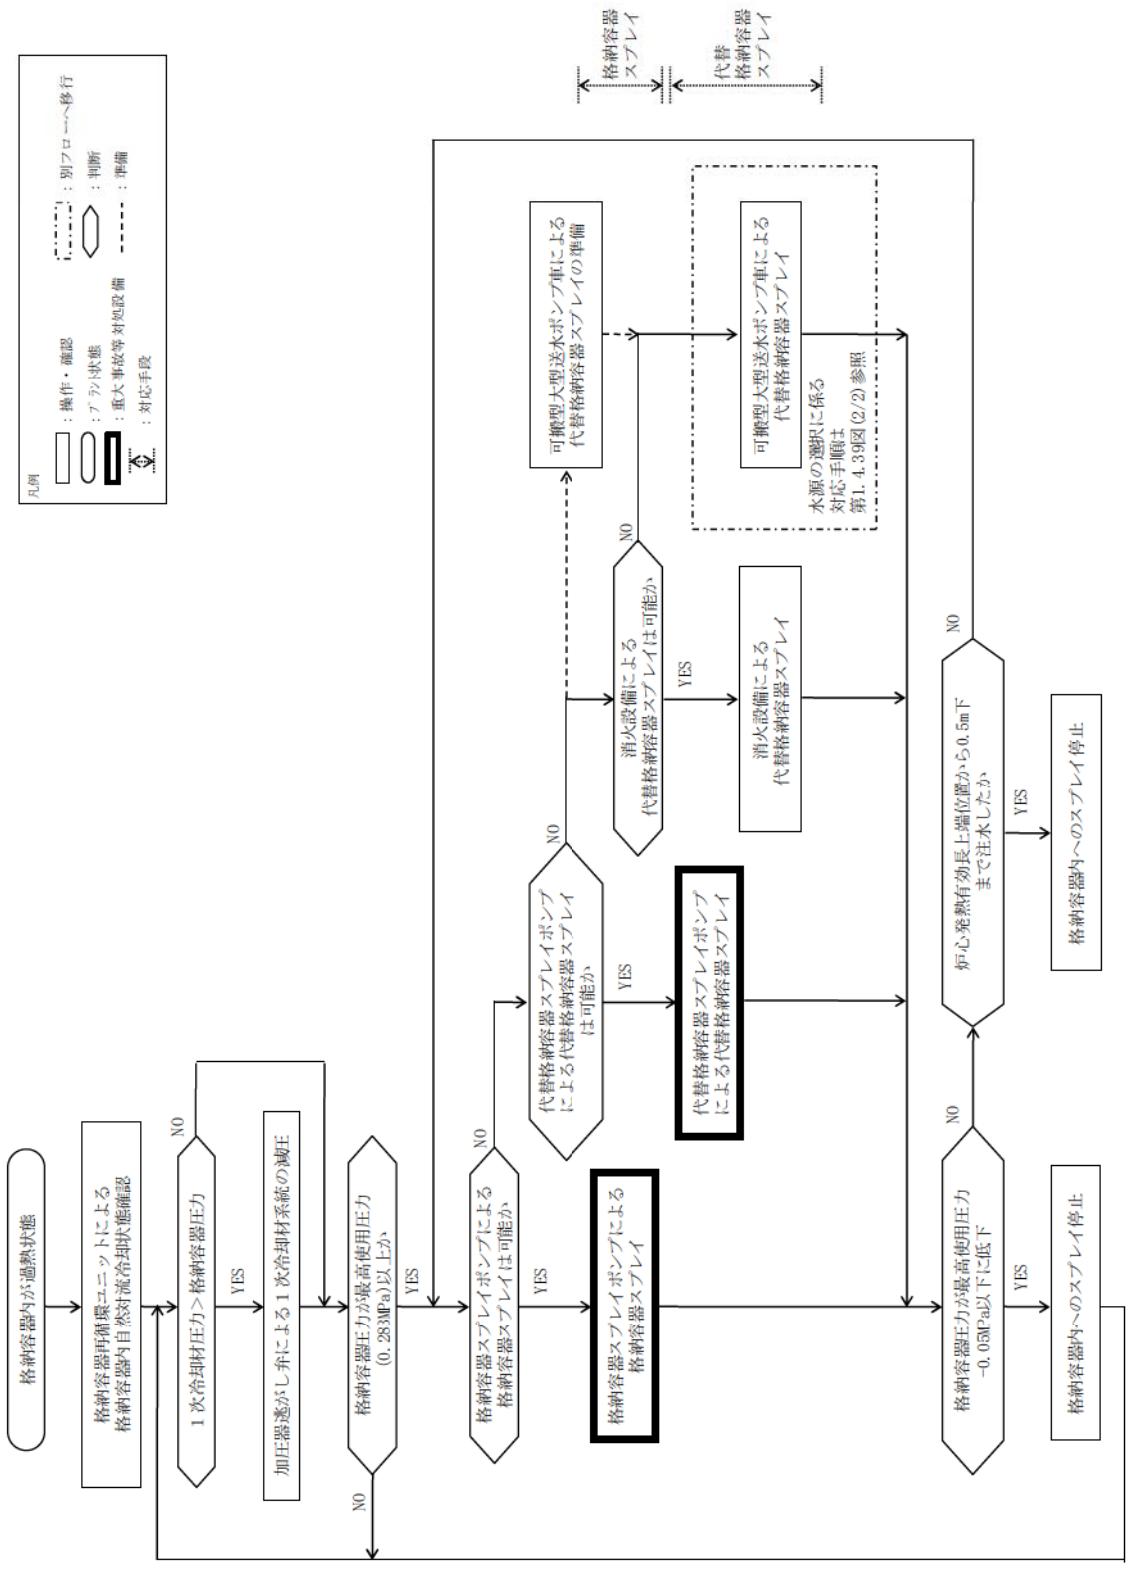 凡例
：操作・確認
：プラント状態
：重大事故等対処設備
：対応手段
：別フローへ移行
：判断
：準備
格納容器内が過熱状態
格納容器再循環ユニットによる
格納容器内自然対流冷却状態確認
１次冷却材圧力＞格納容器圧力
NO
YES
加圧器逃がし弁による１次冷却材系統の減圧
格納容器圧力が最高使用圧力
(0.283MPa)以上か
NO
YES
格納容器スプレイポンプによる
格納容器スプレイは可能か
NO
YES
格納容器スプレイポンプによる
格納容器スプレイ
代替格納容器スプレイポンプ
による代替格納容器スプレイ
は可能か
NO
YES
代替格納容器スプレイポンプ
による代替格納容器スプレイ
消火設備による
代替格納容器スプレイは可能か
NO
YES
消火設備による
代替格納容器スプレイ
可搬型大型送水ポンプ車による
代替格納容器スプレイの準備
可搬型大型送水ポンプ車による
代替格納容器スプレイ
水源の選択に係る
対応手順は
第1.4.39図(2/2)参照
格納容器圧力が最高使用圧力
-0.05MPa以下に低下
NO
YES
格納容器内へのスプレイ停止
炉心発熱有効長上端位置から0.5m下
まで注水したか
NO
YES
格納容器内へのスプレイ停止
格納容器
スプレイ
代替
格納容器
スプレイ